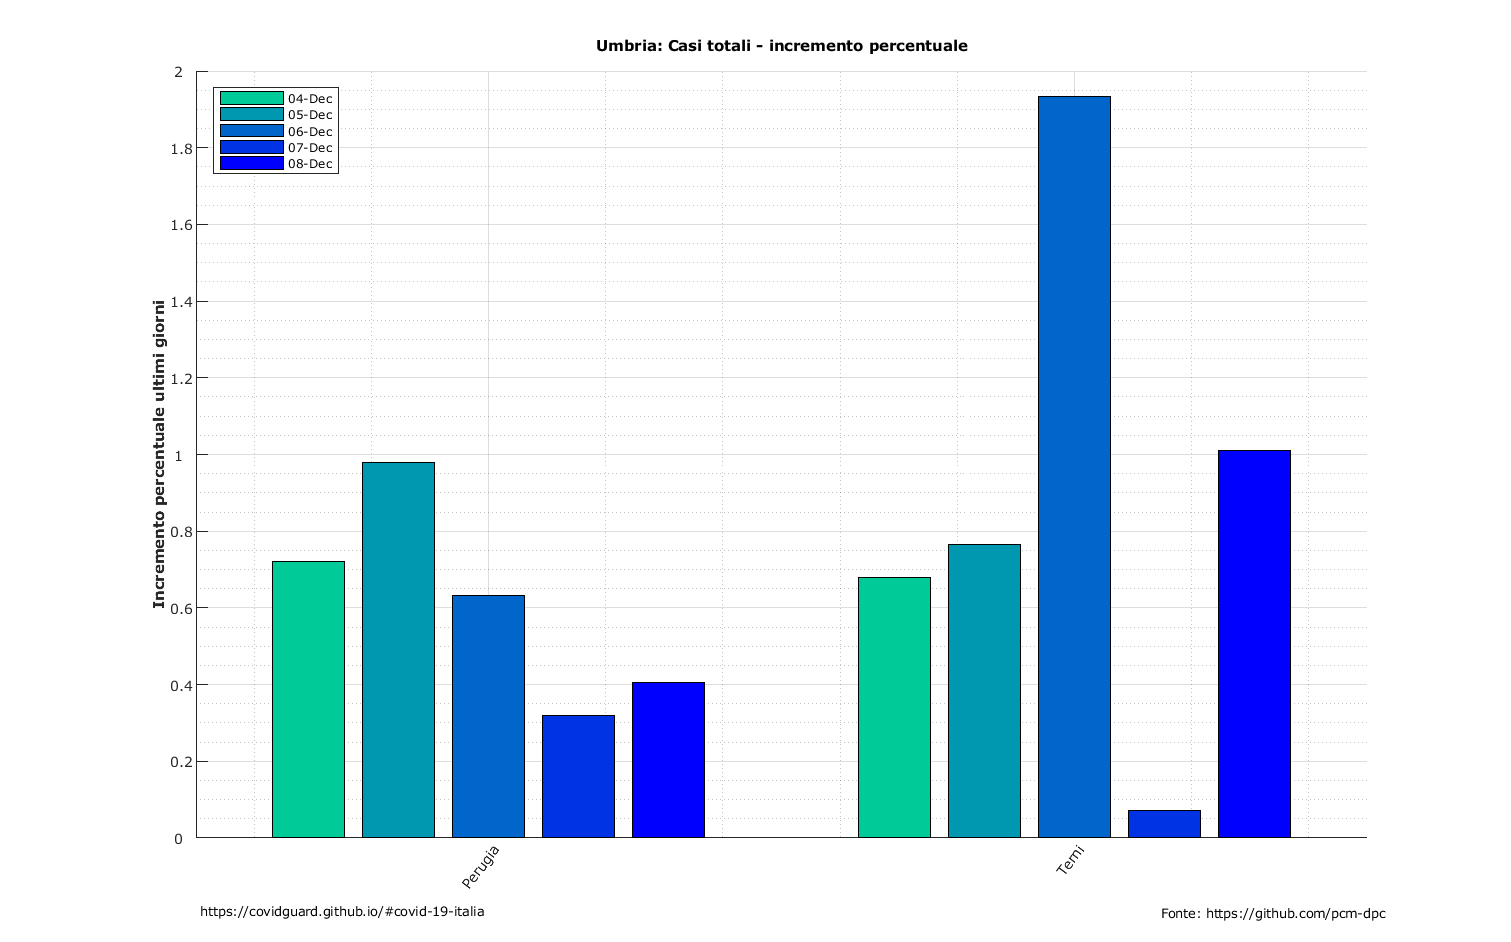 Umbria: Casi totali - incremento percentuale
04-Dec
05-Dec
06-Dec
07-Dec
08-Dec
Incremento percentuale ultimi giorni
2
1.8
1.6
1.4
1.2
1
0.8
0.6
0.4
0.2
0
Perugia
Terni
https://covidguard.github.io/#covid-19-italia
Fonte: https://github.com/pcm-dpc